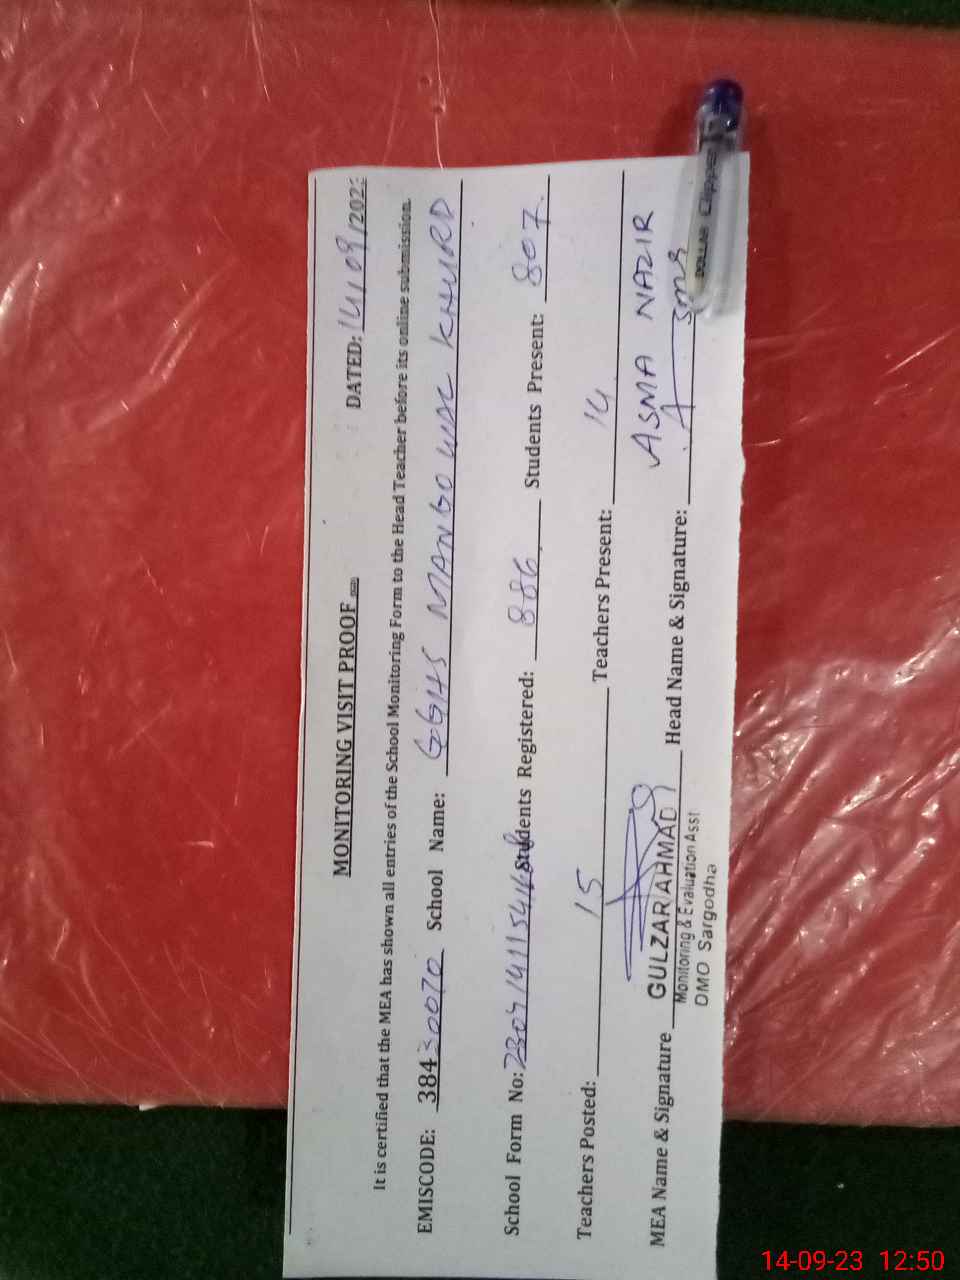 MONITORING VISIT PROOF
DATED: 14/09/2023
It is certified that the MEA has shown all entries of the School Monitoring Form to the Head Teacher before its online submission.
EMISCODE: 38430070 School Name: GGHS MANGOWAL KHURD
School Form No: Students Registered: 886 Students Present: 807
Teachers Posted: 15 Teachers Present: 14
ASMA NAZIR
MEA Name & Signature GULZAR AHMAD Head Name & Signature: Asma
Monitoring & Evaluation Asst
DMO Sargodha
DOLLAR Clipper
14-09-23 12:50